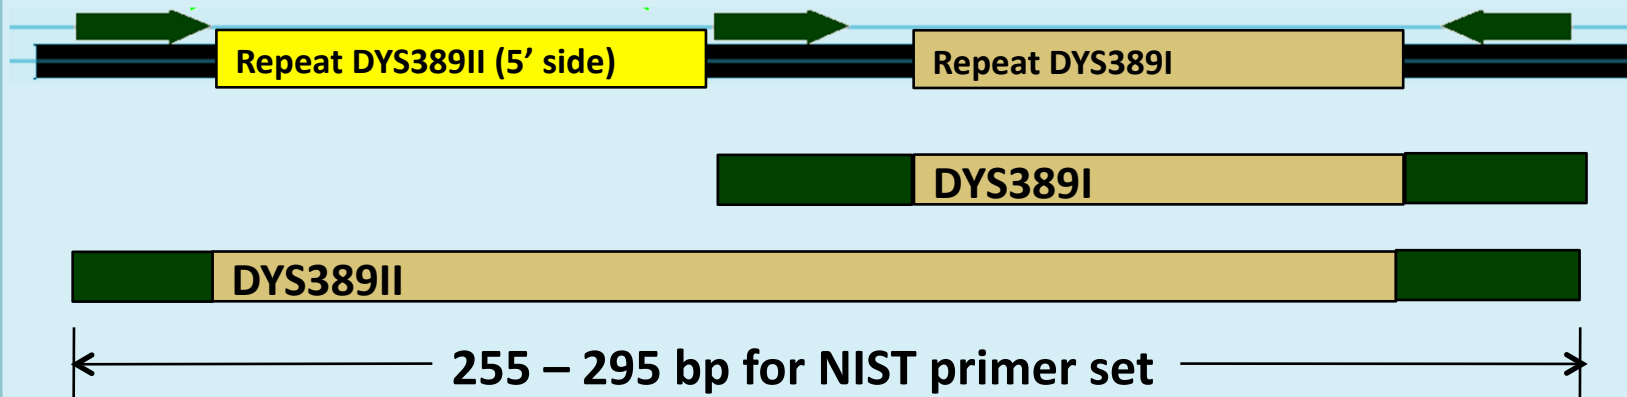 Repeat DYS389II (5’ side)
Repeat DYS389I
DYS389I
DYS389II
255 – 295 bp for NIST primer set